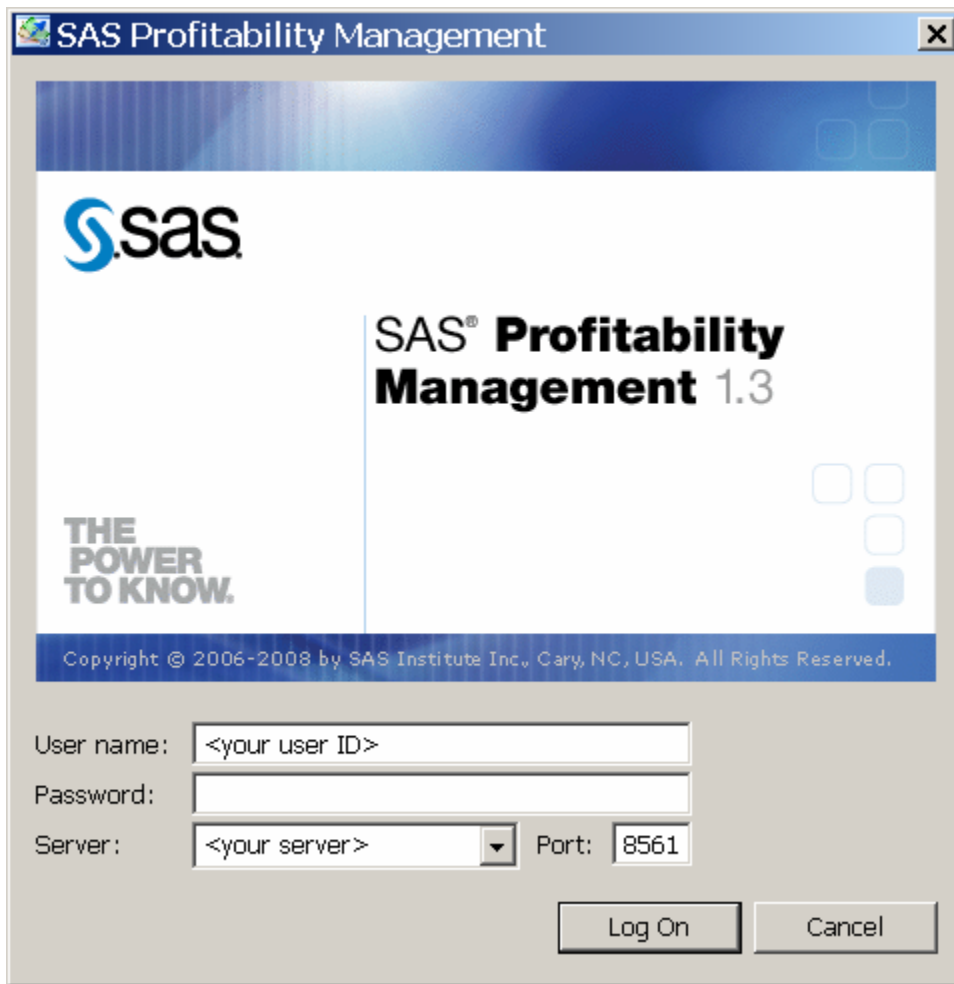 SAS Profitability Management
sas
SAS® Profitability
Management 1.3
THE
POWER
TO KNOW.
Copyright © 2006-2008 by SAS Institute Inc., Cary, NC, USA. All Rights Reserved.
User name: <your user ID>
Password:
Server: <your server> Port: 8561
Log On Cancel